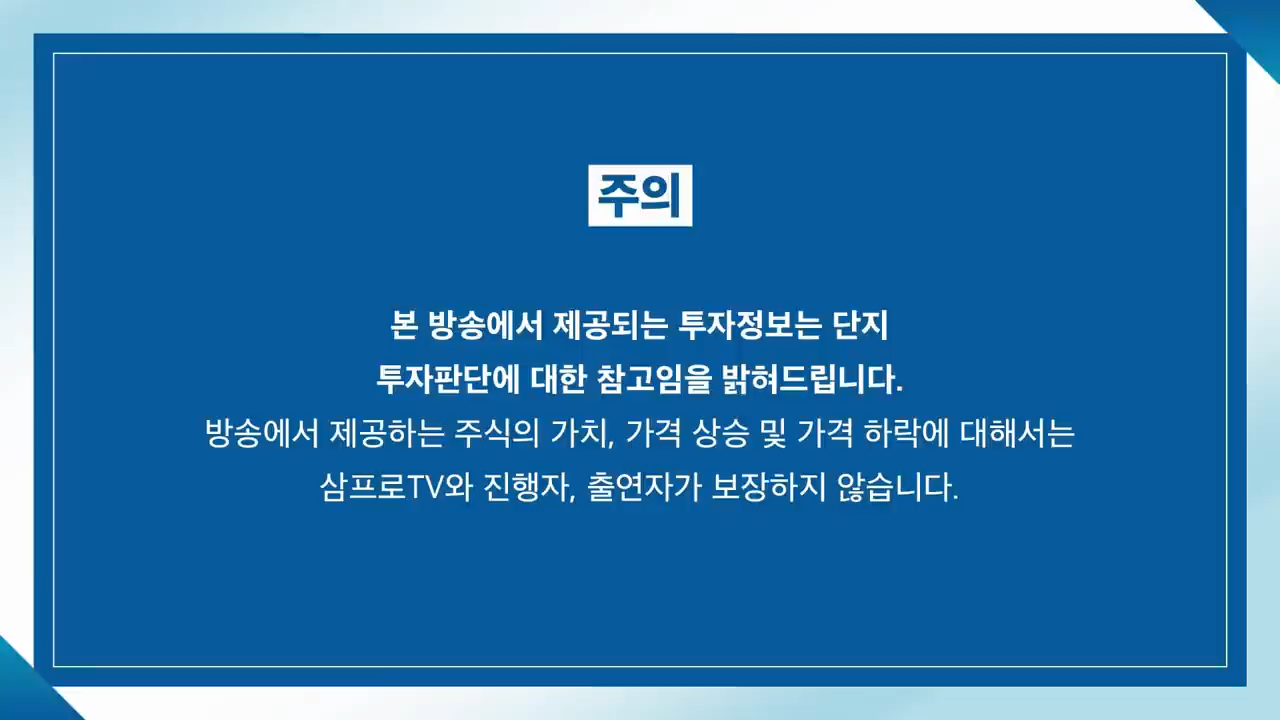 주의
본 방송에서 제공되는 투자정보는 단지
투자판단에 대한 참고임을 밝혀드립니다.
방송에서 제공하는 주식의 가치, 가격 상승 및 가격 하락에 대해서는
삼프로TV와 진행자, 출연자가 보장하지 않습니다.